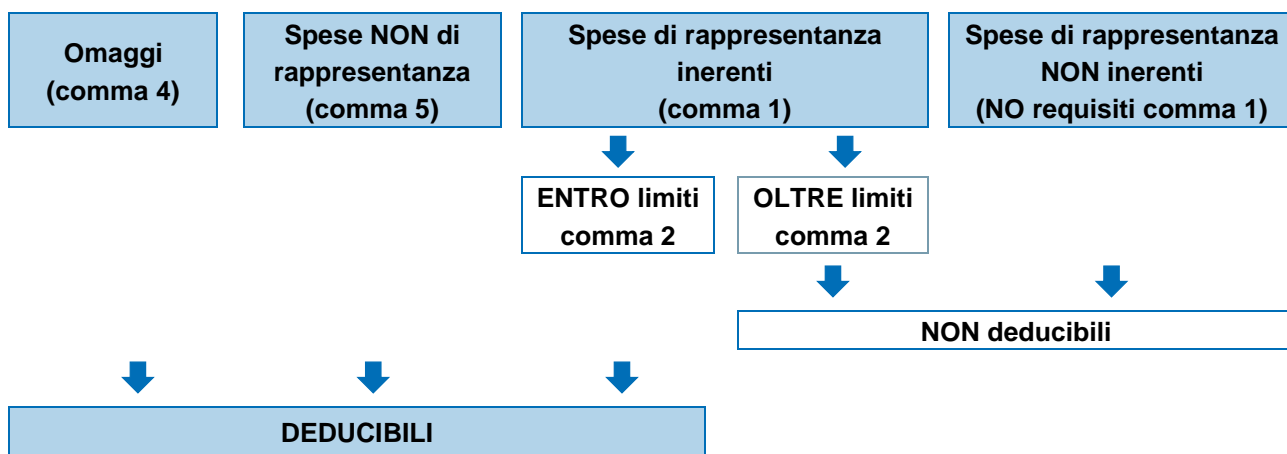 Omaggi
(comma 4)
Spese NON di
rappresentanza
(comma 5)
Spese di rappresentanza
inerenti
(comma 1)
Spese di rappresentanza
NON inerenti
(NO requisiti comma 1)
ENTRO limiti
comma 2
OLTRE limiti
comma 2
NON deducibili
DEDUCIBILI